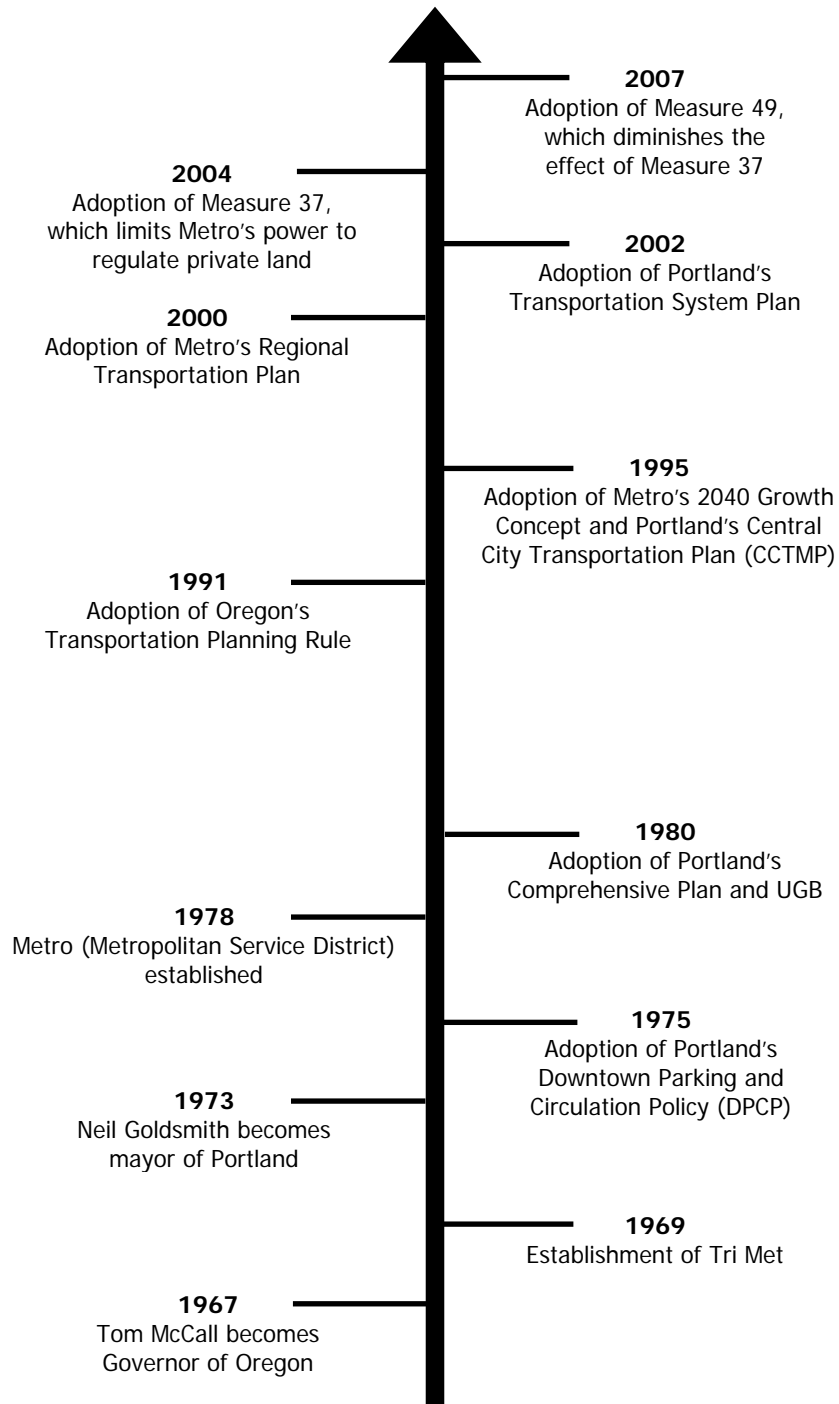 2007
Adoption of Measure 49,
which diminishes the
effect of Measure 37
2004
Adoption of Measure 37,
which limits Metro's power to
regulate private land
2002
Adoption of Portland's
Transportation System Plan
2000
Adoption of Metro's Regional
Transportation Plan
1995
Adoption of Metro's 2040 Growth
Concept and Portland's Central
City Transportation Plan (CCTMP)
1991
Adoption of Oregon's
Transportation Planning Rule
1980
Adoption of Portland's
Comprehensive Plan and UGB
1978
Metro (Metropolitan Service District)
established
1975
Adoption of Portland's
Downtown Parking and
Circulation Policy (DPCP)
1973
Neil Goldsmith becomes
mayor of Portland
1969
Establishment of Tri Met
1967
Tom McCall becomes
Governor of Oregon